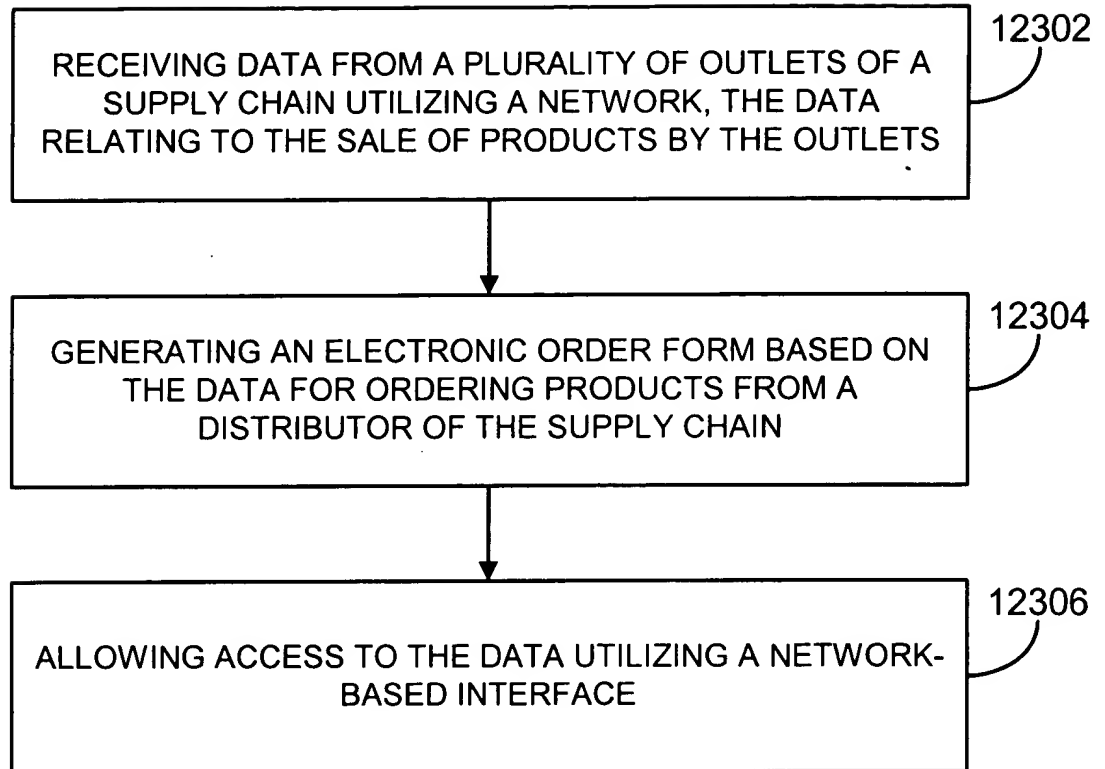 12302
RECEIVING DATA FROM A PLURALITY OF OUTLETS OF A
SUPPLY CHAIN UTILIZING A NETWORK, THE DATA
RELATING TO THE SALE OF PRODUCTS BY THE OUTLETS
12304
GENERATING AN ELECTRONIC ORDER FORM BASED ON
THE DATA FOR ORDERING PRODUCTS FROM A
DISTRIBUTOR OF THE SUPPLY CHAIN
12306
ALLOWING ACCESS TO THE DATA UTILIZING A NETWORK-
BASED INTERFACE